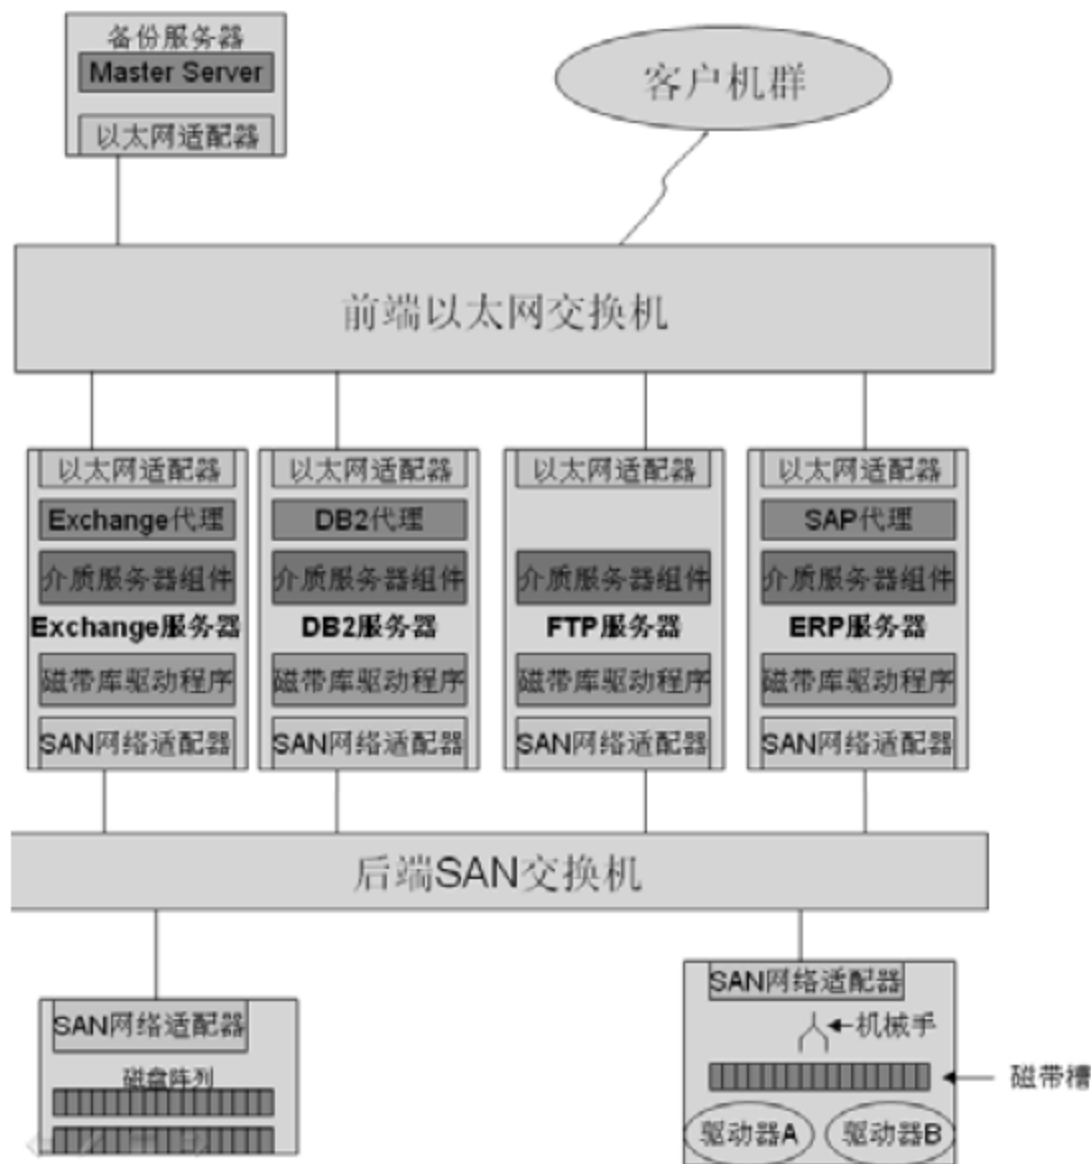 备份服务器
Master Server
以太网适配器
客户机群
前端以太网交换机
以太网适配器
Exchange代理
介质服务器组件
Exchange服务器
磁带库驱动程序
SAN网络适配器
以太网适配器
DB2代理
介质服务器组件
DB2服务器
磁带库驱动程序
SAN网络适配器
以太网适配器
介质服务器组件
FTP服务器
磁带库驱动程序
SAN网络适配器
以太网适配器
SAP代理
介质服务器组件
ERP服务器
磁带库驱动程序
SAN网络适配器
后端SAN交换机
SAN网络适配器
磁盘阵列
SAN网络适配器
机械手
磁带槽
驱动器A
驱动器B